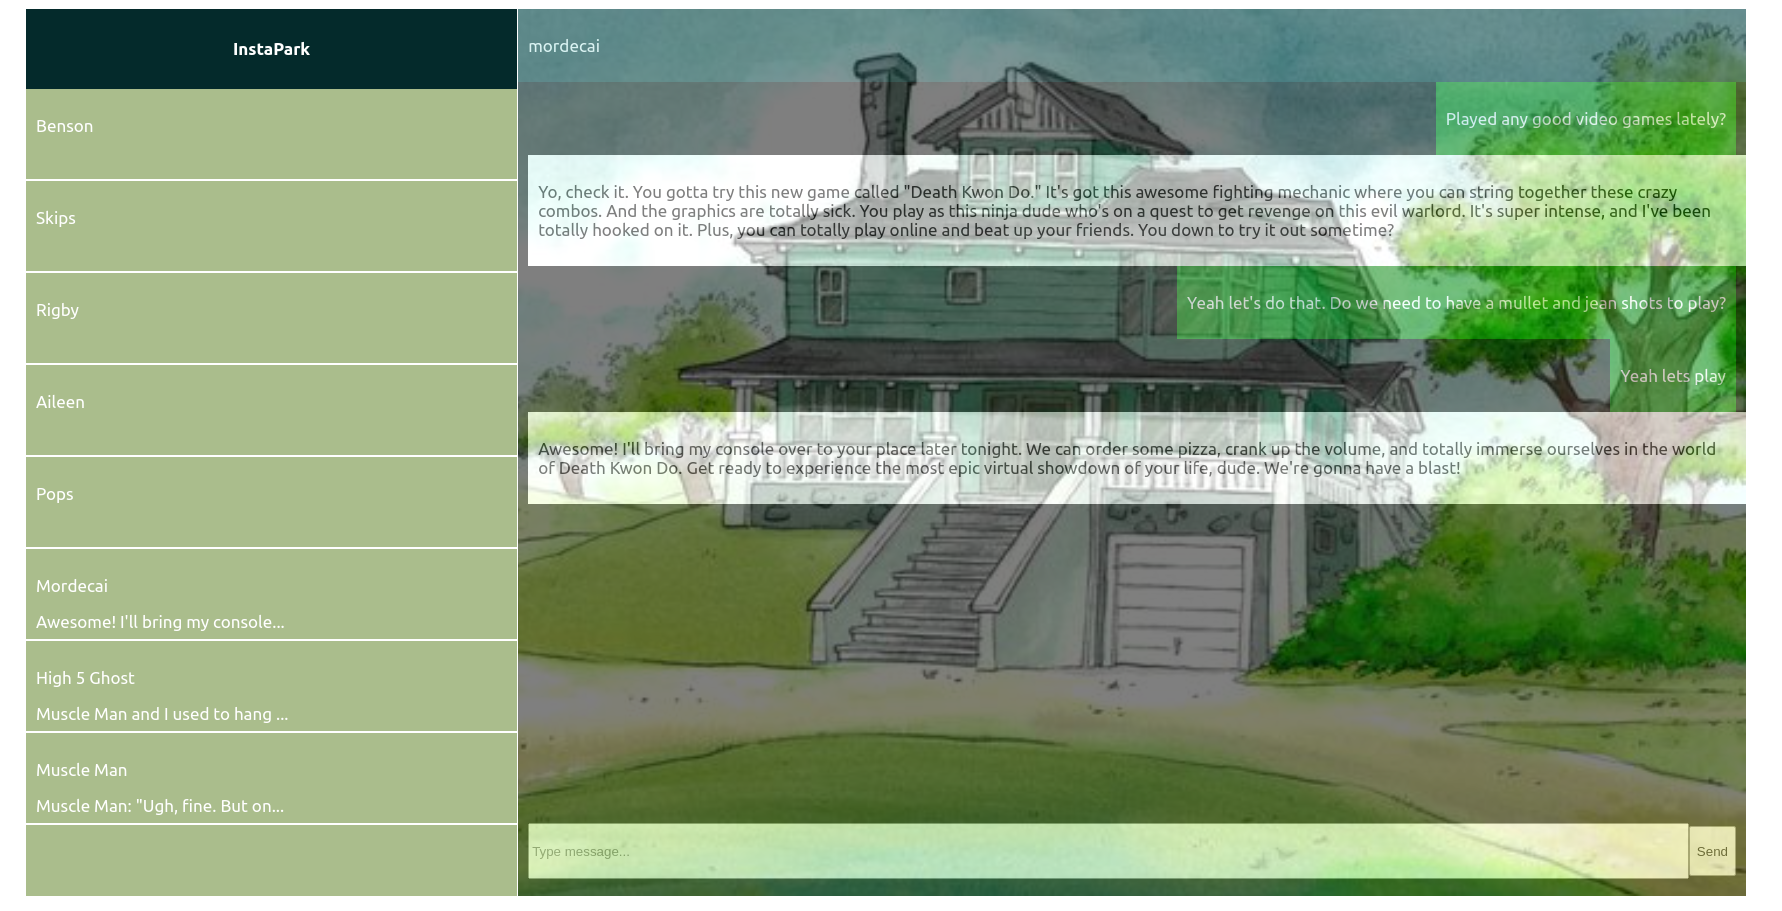 InstaPark
Benson
Skips
Rigby
Aileen
Pops
Mordecai
Awesome! I'll bring my console...
High 5 Ghost
Muscle Man and I used to hang ...
Muscle Man
Muscle Man: "Ugh, fine. But on...
mordecai
Played any good video games lately?
Yo, check it. You gotta try this new game called "Death Kwon Do." It's got this awesome fighting mechanic where you can string together these crazy
combos. And the graphics are totally sick. You play as this ninja dude who's on a quest to get revenge on this evil warlord. It's super intense, and I've been
totally hooked on it. Plus, you can totally play online and beat up your friends. You down to try it out sometime?
Yeah let's do that. Do we need to have a mullet and jean shots to play?
Yeah lets play
Awesome! I'll bring my console over to your place later tonight. We can order some pizza, crank up the volume, and totally immerse ourselves in the world
of Death Kwon Do. Get ready to experience the most epic virtual showdown of your life, dude. We're gonna have a blast!
Type message...
Send